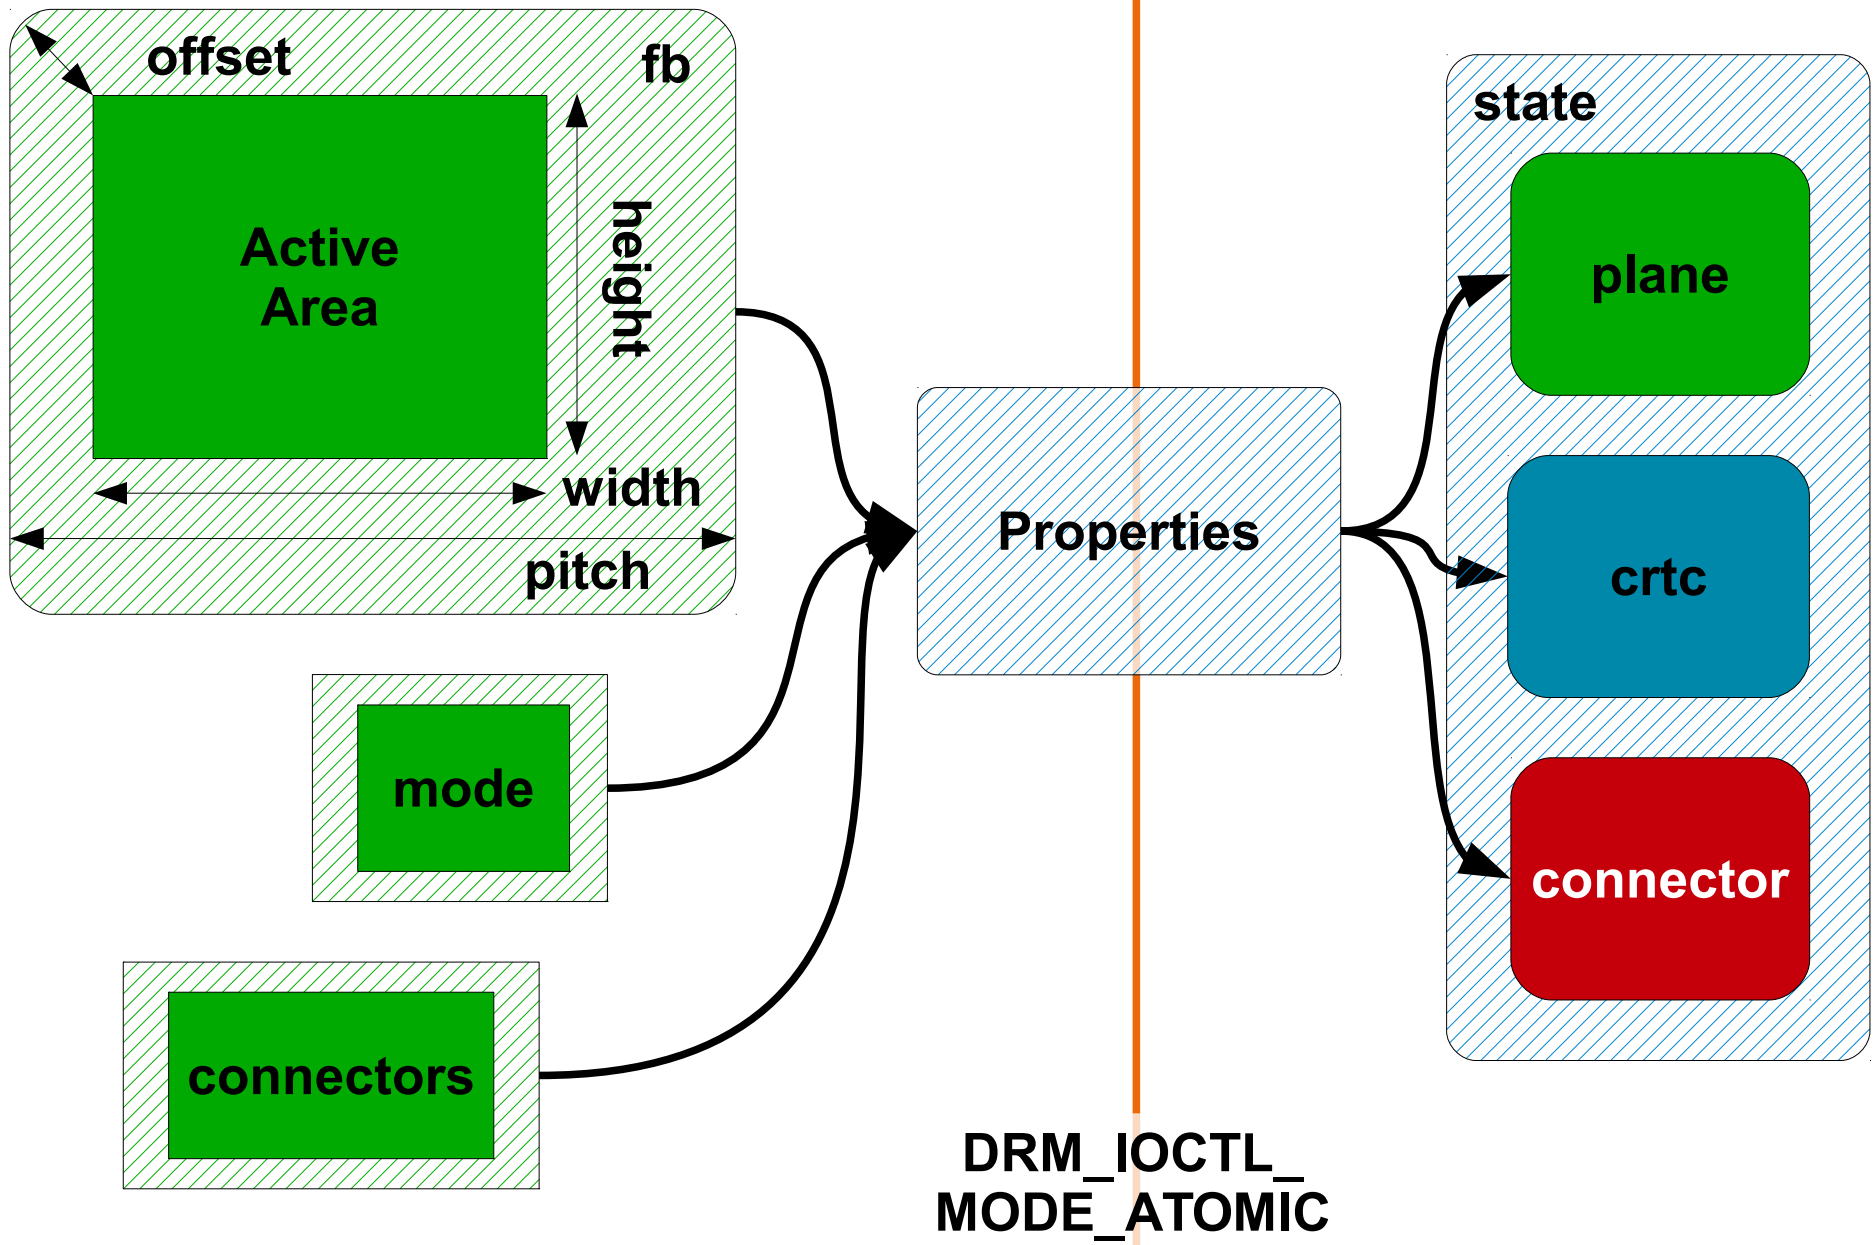 offset
fb
Active
Area
height
width
pitch
mode
connectors
Properties
DRM_IOCTL_
MODE_ATOMIC
state
plane
crtc
connector